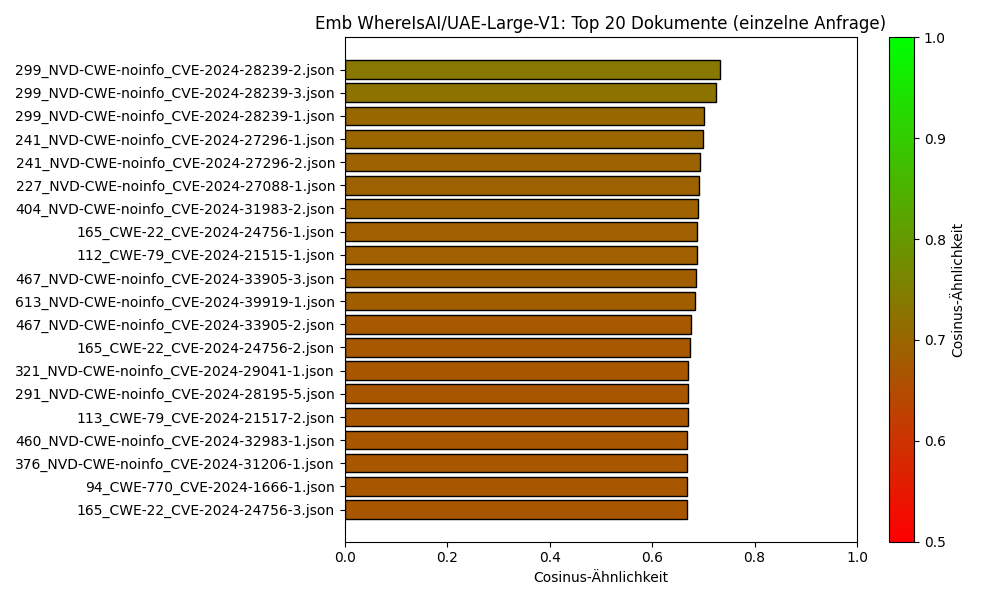 Emb WhereIsAI/UAE-Large-V1: Top 20 Dokumente (einzelne Anfrage)
299_NVD-CWE-noinfo_CVE-2024-28239-2.json
299_NVD-CWE-noinfo_CVE-2024-28239-3.json
299_NVD-CWE-noinfo_CVE-2024-28239-1.json
241_NVD-CWE-noinfo_CVE-2024-27296-1.json
241_NVD-CWE-noinfo_CVE-2024-27296-2.json
227_NVD-CWE-noinfo_CVE-2024-27088-1.json
404_NVD-CWE-noinfo_CVE-2024-31983-2.json
165_CWE-22_CVE-2024-24756-1.json
112_CWE-79_CVE-2024-21515-1.json
467_NVD-CWE-noinfo_CVE-2024-33905-3.json
613_NVD-CWE-noinfo_CVE-2024-39919-1.json
467_NVD-CWE-noinfo_CVE-2024-33905-2.json
165_CWE-22_CVE-2024-24756-2.json
321_NVD-CWE-noinfo_CVE-2024-29041-1.json
291_NVD-CWE-noinfo_CVE-2024-28195-5.json
113_CWE-79_CVE-2024-21517-2.json
460_NVD-CWE-noinfo_CVE-2024-32983-1.json
376_NVD-CWE-noinfo_CVE-2024-31206-1.json
94_CWE-770_CVE-2024-1666-1.json
165_CWE-22_CVE-2024-24756-3.json
0.0 0.2 0.4 0.6 0.8 1.0
Cosinus-Ähnlichkeit
1.0
0.9
0.8
0.7
0.6
0.5
Cosinus-Ähnlichkeit